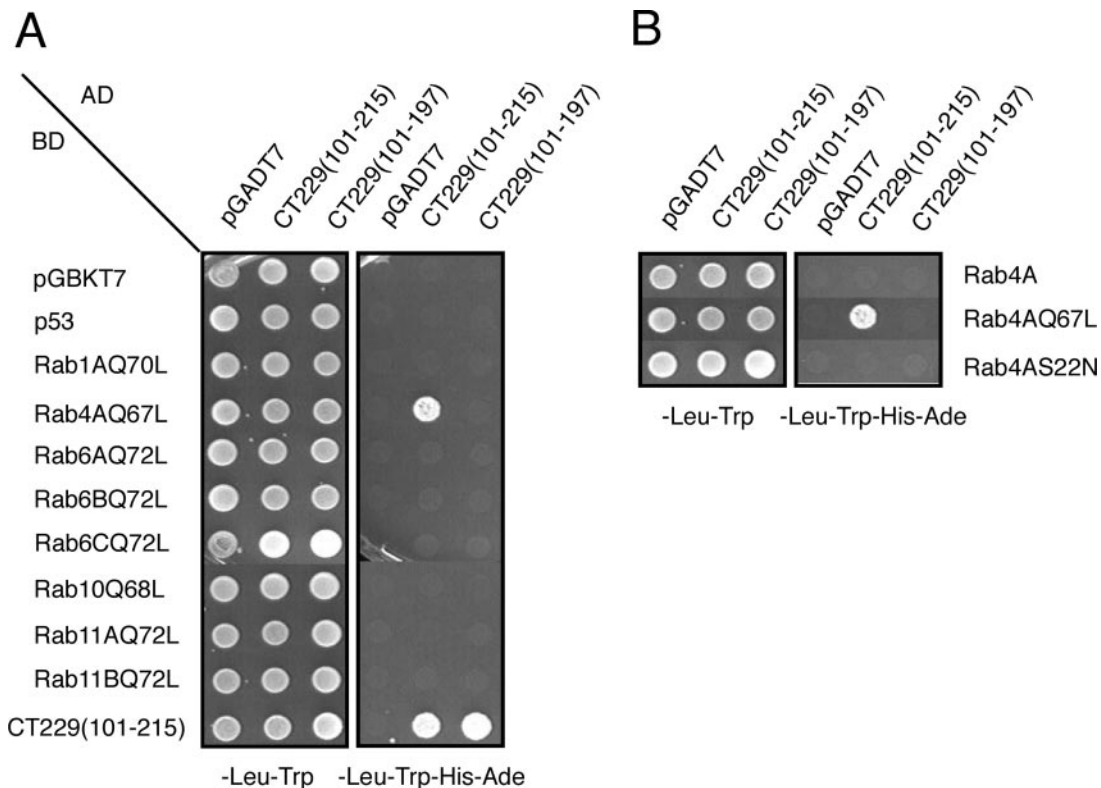 A
AD
BD
pGADT7
CT229(101-215)
CT229(101-197)
pGADT7
CT229(101-215)
CT229(101-197)
pGBKT7
p53
Rab1AQ70L
Rab4AQ67L
Rab6AQ72L
Rab6BQ72L
Rab6CQ72L
Rab10Q68L
Rab11AQ72L
Rab11BQ72L
CT229(101-215)
-Leu-Trp
-Leu-Trp-His-Ade
B
pGADT7
CT229(101-215)
CT229(101-197)
pGADT7
CT229(101-215)
CT229(101-197)
Rab4A
Rab4AQ67L
Rab4AS22N
-Leu-Trp
-Leu-Trp-His-Ade